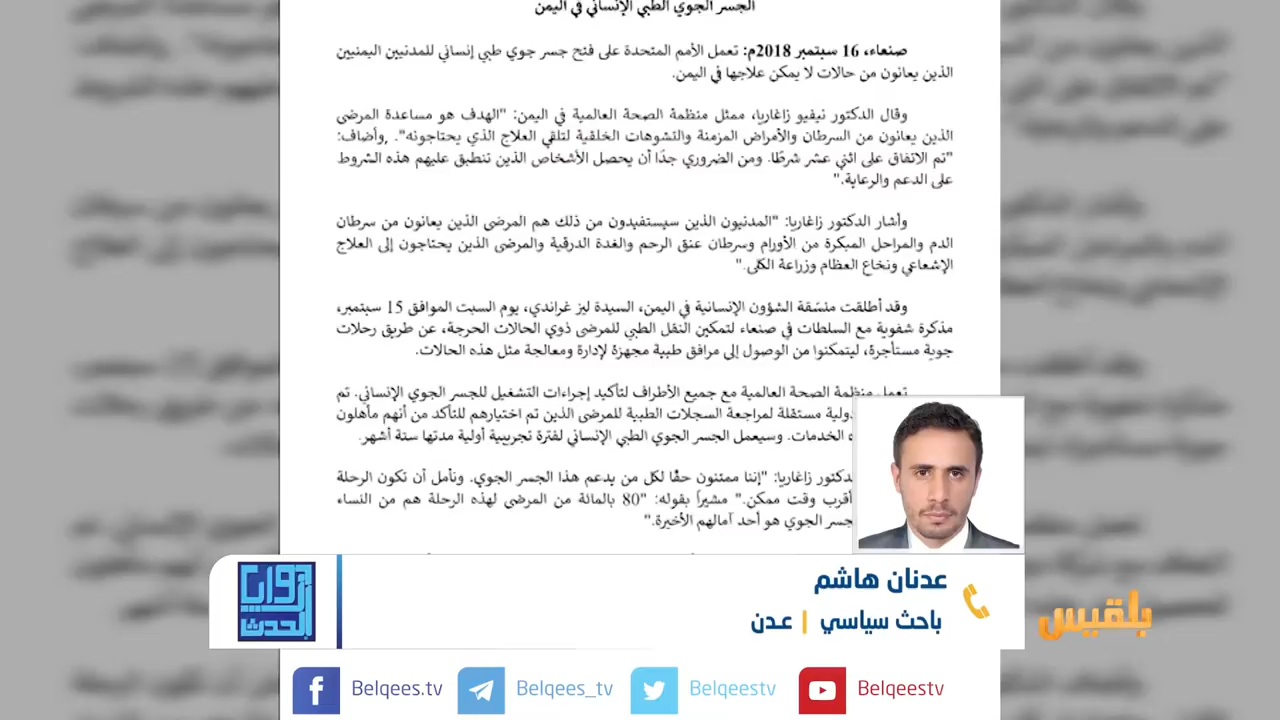 الجسر الجوي الطبي الإنساني في اليمن
صنعاء، 16 سبتمبر 2018م: تعمل الأمم المتحدة على فتح جسر جوي طبي إنساني للمدنيين اليمنيين
الذين يعانون من حالات لا يمكن علاجها في اليمن.
وقال الدكتور نيفيو زاغاريا، ممثل منظمة الصحة العالمية في اليمن: "الهدف هو مساعدة المرضى
الذين يعانون من السرطان والأمراض المزمنة والتشوهات الخلقية لتلقي العلاج الذي يحتاجونه". ,وأضاف:
"تم الاتفاق على اثني عشر شرطًا. ومن الضروري جدًا أن يحصل الأشخاص الذين تنطبق عليهم هذه الشروط
على الدعم والرعاية."
وأشار الدكتور زاغاريا: "المدنيون الذين سيستفيدون من ذلك هم المرضى الذين يعانون من سرطان
الدم والمراحل المبكرة من الأورام وسرطان عنق الرحم والغدة الدرقية والمرضى الذين يحتاجون إلى العلاج
الإشعاعي ونخاع العظام وزراعة الكلى."
وقد أطلقت منسّقة الشؤون الإنسانية في اليمن، السيدة ليز غراندي، يوم السبت الموافق 15 سبتمبر،
مذكرة شفوية مع السلطات في صنعاء لتمكين النقل الطبي للمرضى ذوي الحالات الحرجة، عن طريق رحلات
جوية مستأجرة، ليتمكنوا من الوصول إلى مرافق طبية مجهزة لإدارة ومعالجة مثل هذه الحالات.
تعمل منظمة الصحة العالمية مع جميع الأطراف لتأكيد إجراءات التشغيل للجسر الجوي الإنساني. تم
دولية مستقلة لمراجعة السجلات الطبية للمرضى الذين تم اختيارهم للتأكد من أنهم مأهلون
الخدمات. وسيعمل الجسر الجوي الطبي الإنساني لفترة تجريبية أولية مدتها ستة أشهر.
دكتور زاغاريا: "إننا ممتنون حقًا لكل من يدعم هذا الجسر الجوي. ونأمل أن تكون الرحلة
أقرب وقت ممكن." مشيرًا بقوله: "80 بالمائة من المرضى لهذه الرحلة هم من النساء
جسر الجوي هو أحد آمالهم الأخيرة."
عدنان هاشم
باحث سياسي | عدن
زوايا الحدث
بلقيس
Belqees.tv
Belqees_tv
Belqeestv
Belqeestv